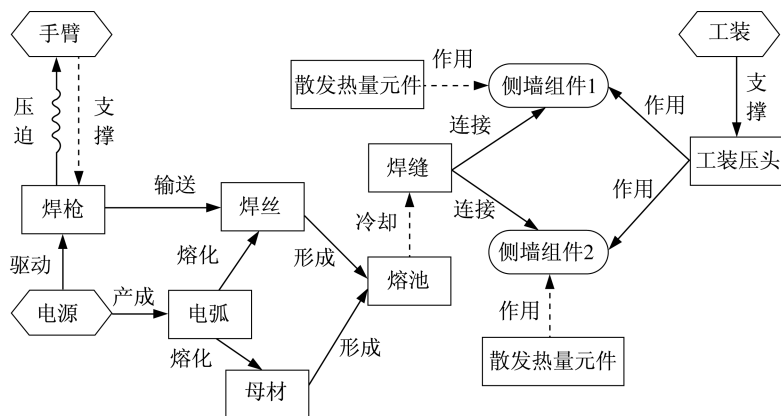 手臂
工装
作用
散发热量元件
侧墙组件1
压迫
支撑
连接
作用
支撑
焊缝
工装压头
焊枪
输送
焊丝
冷却
连接
作用
驱动
熔化
形成
侧墙组件2
电源
产成
电弧
熔池
作用
熔化
形成
散发热量元件
母材